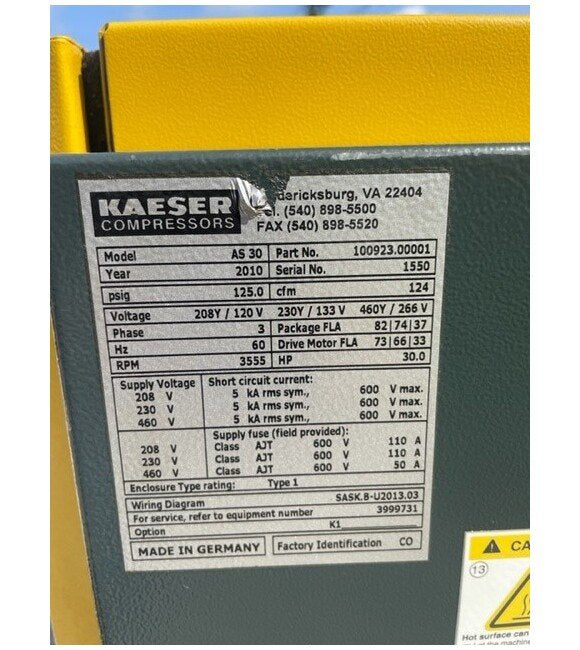 KAESER
COMPRESSORS
dericksburg, VA 22404
el. (540) 898-5500
FAX (540) 898-5520
Model AS 30 Part No. 100923.00001
Year 2010 Serial No. 1550
psig 125.0 cfm 124
Voltage 208Y / 120 V 230Y / 133 V 460Y / 266 V
Phase 3 Package FLA 82|74|37
Hz 60 Drive Motor FLA 73|66|33
RPM 3555 HP 30.0
Supply Voltage Short circuit current:
208 V 5 kA rms sym., 600 V max.
230 V 5 kA rms sym., 600 V max.
460 V 5 kA rms sym., 600 V max.
Supply fuse (field provided):
208 V Class AJT 600 V 110 A
230 V Class AJT 600 V 110 A
460 V Class AJT 600 V 50 A
Enclosure Type rating: Type 1
Wiring Diagram SASK.8-U2013.03
For service, refer to equipment number 3999731
Option K1
MADE IN GERMANY Factory Identification CO
CA
13
Hot surface can
of the machine